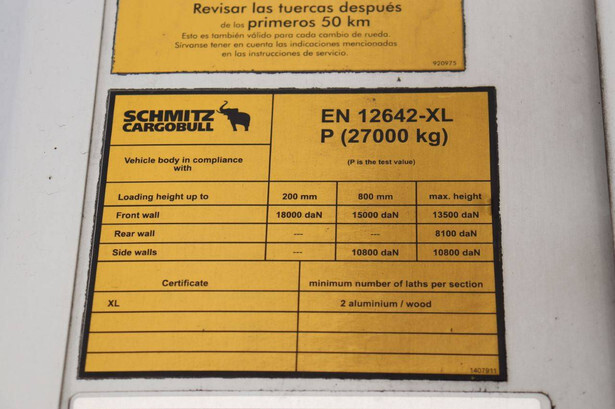 Revisar las tuercas después
de los primeros 50 km
Esto es también válido para cada cambio de rueda.
Sirvanse tener en cuenta las indicaciones mencionadas
en las instrucciones de servicio.
920973
SCHMITZ
CARGOBULL
EN 12642-XL
P (27000 kg)
Vehicle body in compliance
with
(P is the test value)
Loading height up to 200 mm 800 mm max. height
Front wall 18000 daN 15000 daN 13500 daN
Rear wall --- --- 8100 daN
Side walls --- 10800 daN 10800 daN
Certificate minimum number of laths per section
XL 2 aluminium / wood
1407911